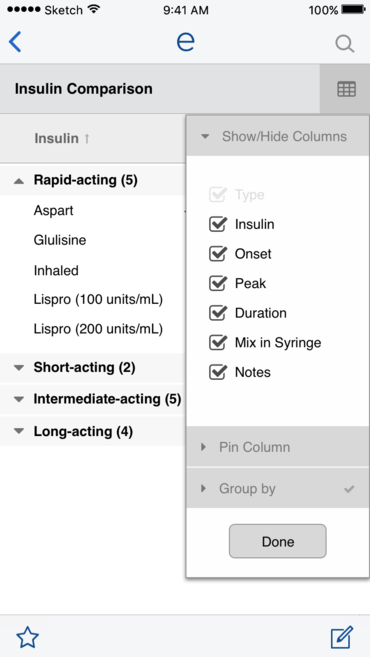 Sketch 9:41 AM 100%
e
Insulin Comparison
Insulin ↑
Show/Hide Columns
Rapid-acting (5)
Aspart
Glulisine
Inhaled
Lispro (100 units/mL)
Lispro (200 units/mL)
Short-acting (2)
Intermediate-acting (5)
Long-acting (4)
Type
Insulin
Onset
Peak
Duration
Mix in Syringe
Notes
Pin Column
Group by
Done